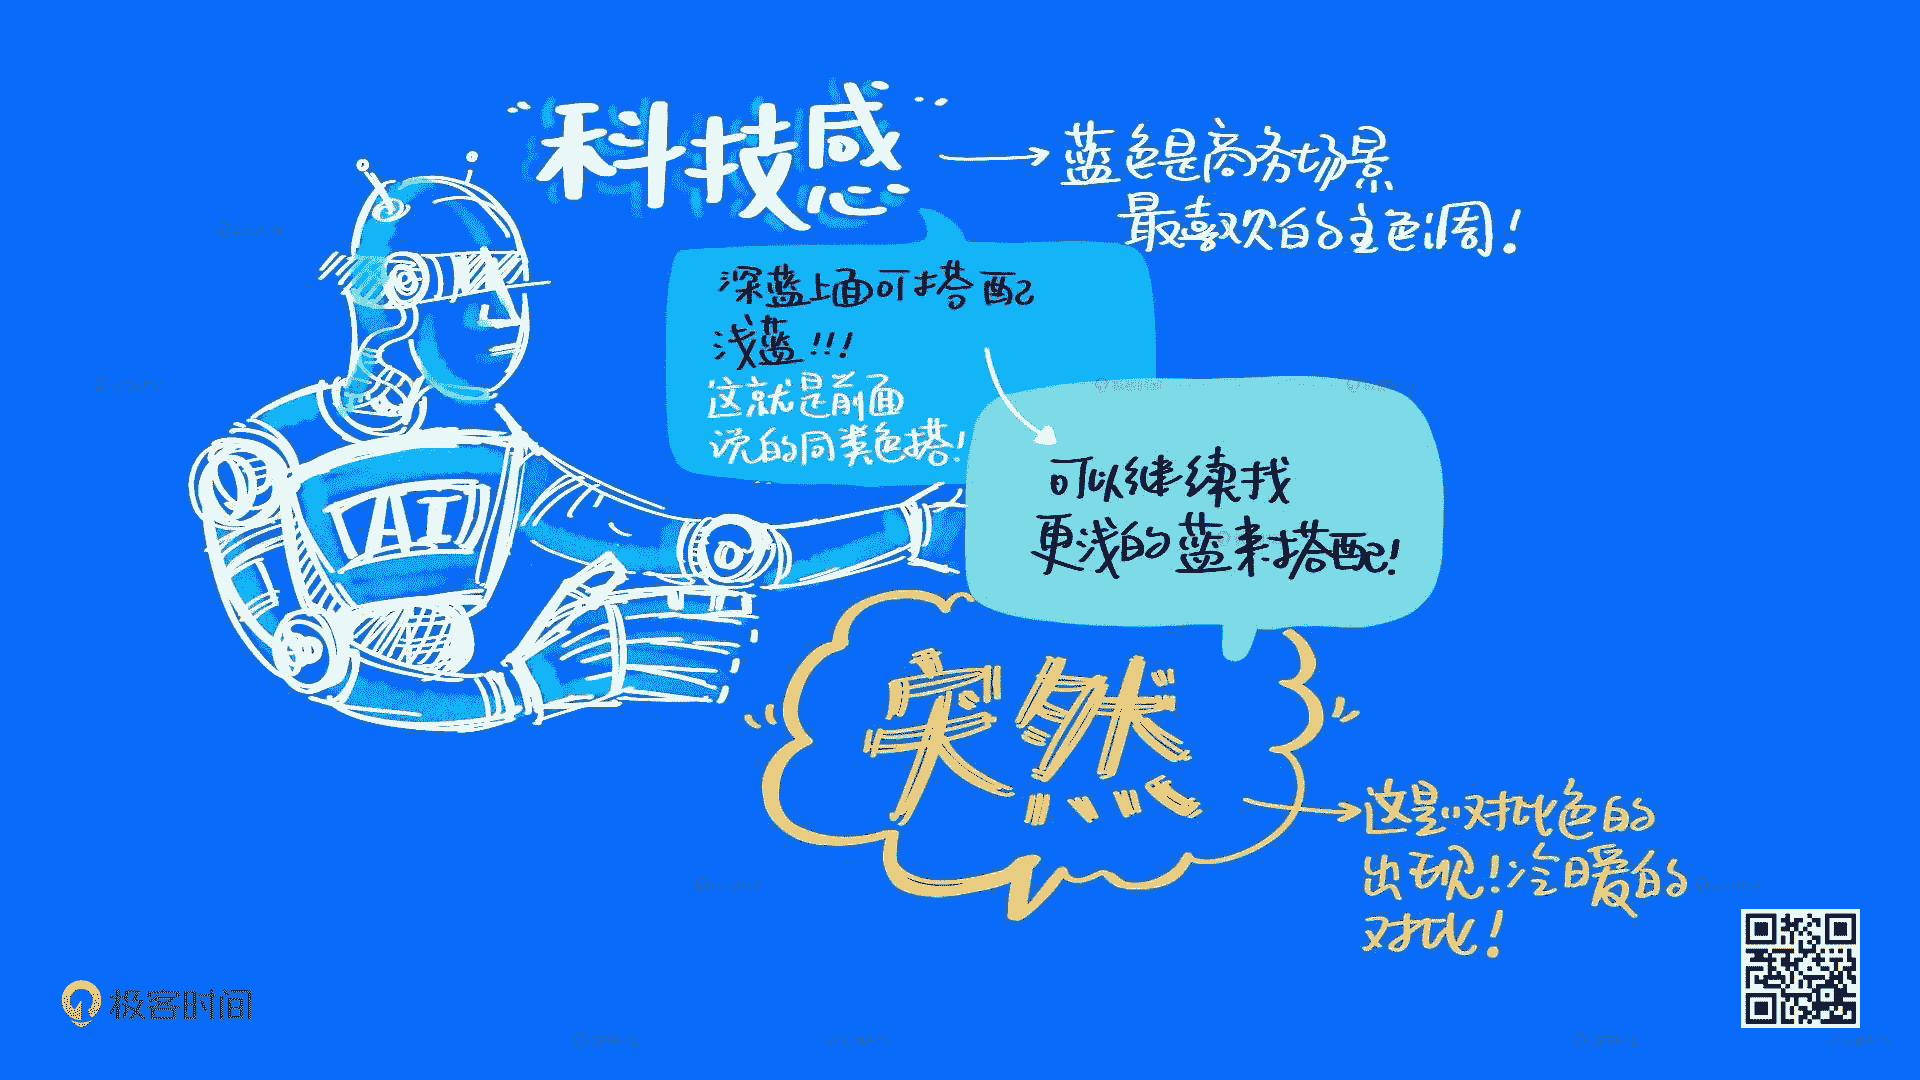 “科技感”
蓝色是商务场景
最喜欢的主色调！
深蓝上面可搭配
浅蓝!!!
这就是前面
说的同类色搭！
可以继续找
更浅的蓝来搭配！
AI
突然
这是对比色的
出现！冷暖的
对比！
极客时间